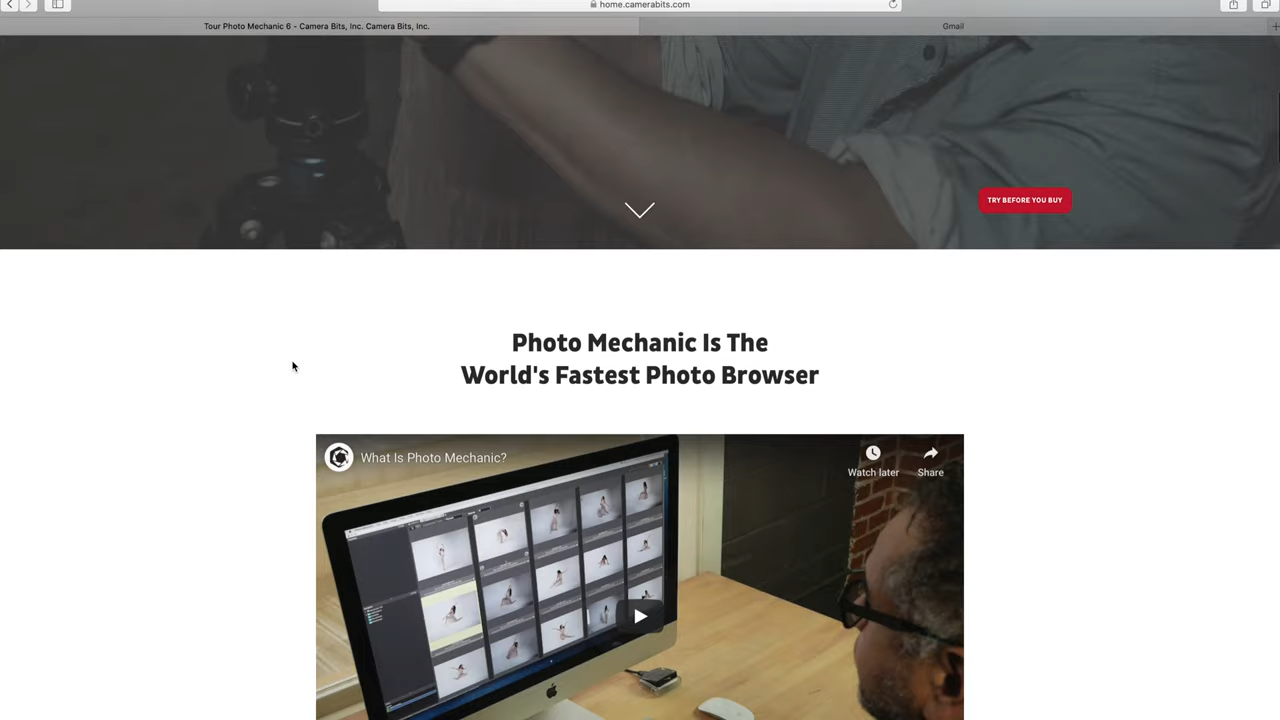 home.camerabits.com
Tour Photo Mechanic 6 - Camera Bits, Inc. Camera Bits, Inc.
Gmail
TRY BEFORE YOU BUY
Photo Mechanic Is The
World's Fastest Photo Browser
What Is Photo Mechanic?
Watch later
Share